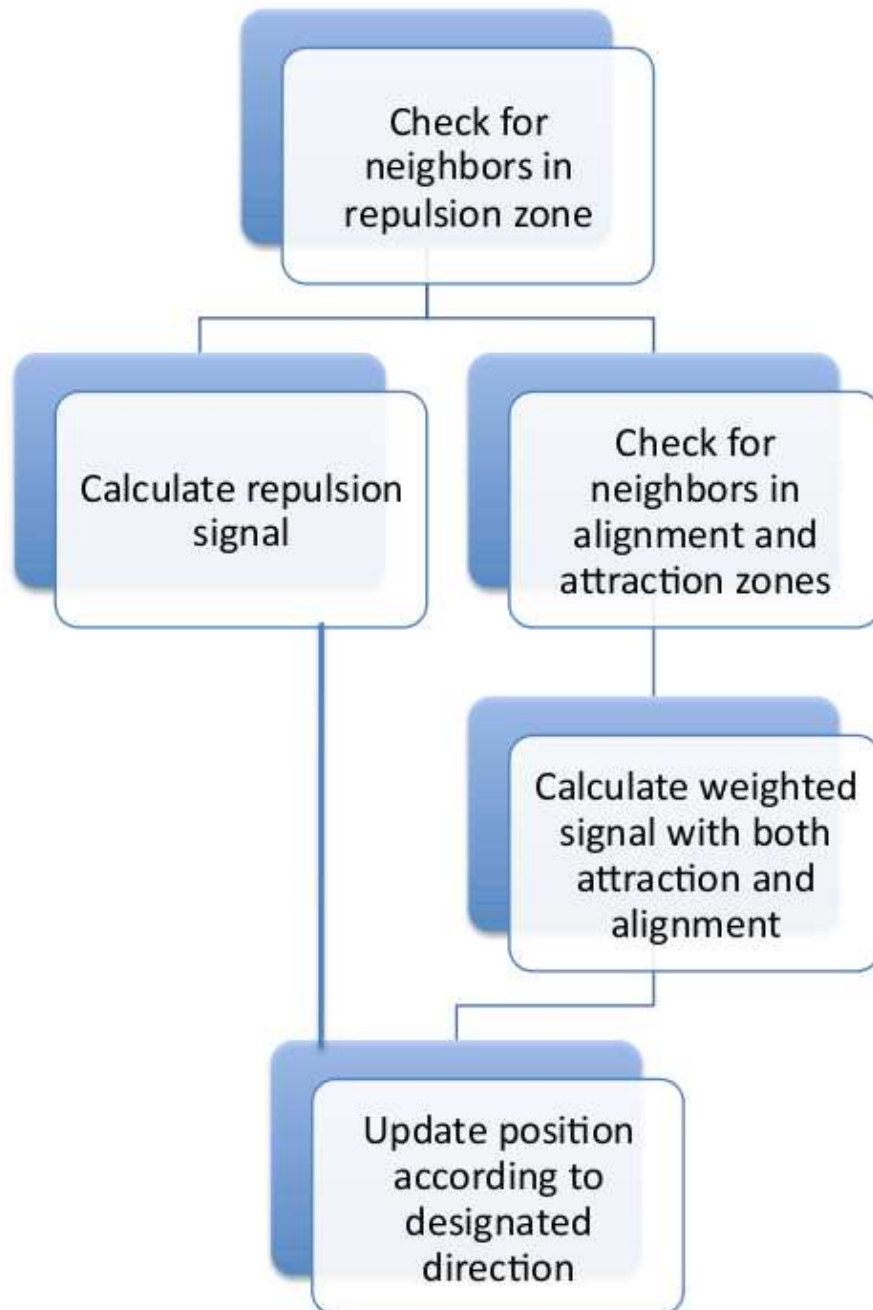 Check for
neighbors in
repulsion zone
Calculate repulsion
signal
Check for
neighbors in
alignment and
attraction zones
Calculate weighted
signal with both
attraction and
alignment
Update position
according to
designated
direction